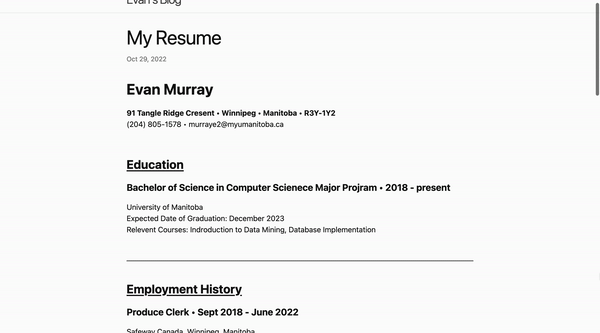 Evan's Blog
My Resume
Oct 29, 2022
Evan Murray
91 Tangle Ridge Cresent • Winnipeg • Manitoba • R3Y-1Y2
(204) 805-1578 • murraye2@myumanitoba.ca
Education
Bachelor of Science in Computer Scienece Major Projram • 2018 - present
University of Manitoba
Expected Date of Graduation: December 2023
Relevent Courses: Indroduction to Data Mining, Database Implementation
Employment History
Produce Clerk • Sept 2018 - June 2022
Safeway Canada, Winnipeg, Manitoba